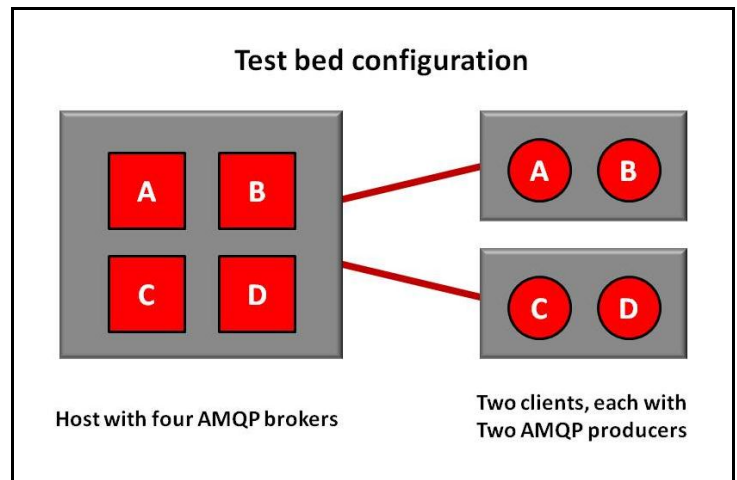 Test bed configuration
A B
A B
C D
C D
Host with four AMQP brokers
Two clients, each with
Two AMQP producers